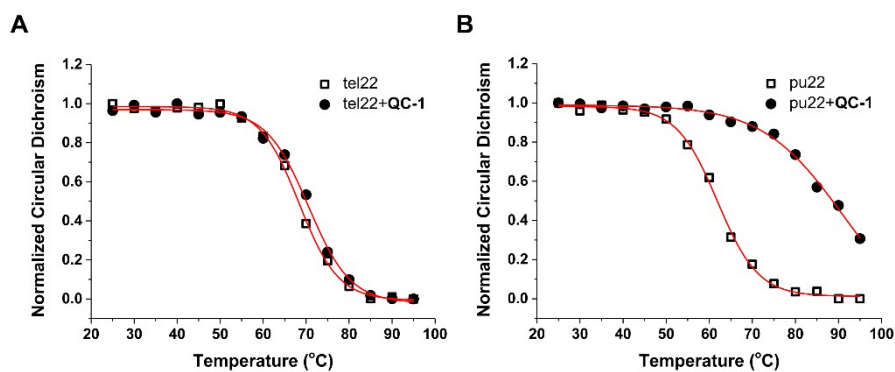 A
B
1.2
1.0
0.8
0.6
0.4
0.2
0.0
Normalized Circular Dichroism
tel22
tel22+QC-1
20 30 40 50 60 70 80 90 100
Temperature (°C)
1.2
1.0
0.8
0.6
0.4
0.2
0.0
Normalized Circular Dichroism
pu22
pu22+QC-1
20 30 40 50 60 70 80 90 100
Temperature (°C)